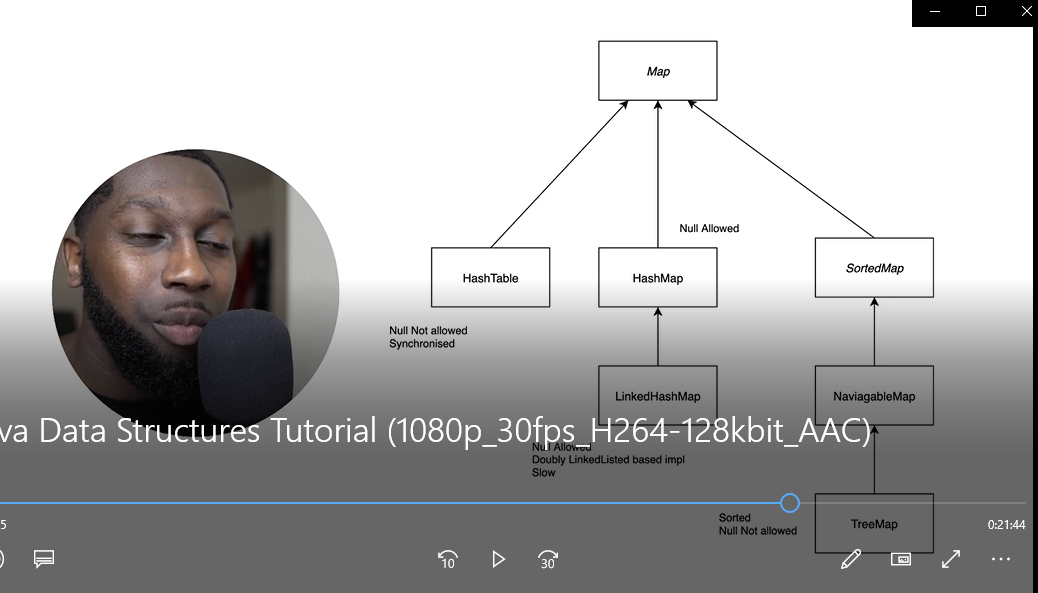 Map
Null Allowed
HashTable
HashMap
SortedMap
Null Not allowed
Synchronised
LinkedHashMap
NaviagableMap
va Data Structures Tutorial (1080p_30fps_H264-128kbit_AAC)
Null Allowed
Doubly LinkedListed based impl
Slow
Sorted
Null Not allowed
TreeMap
5
0:21:44
10
30